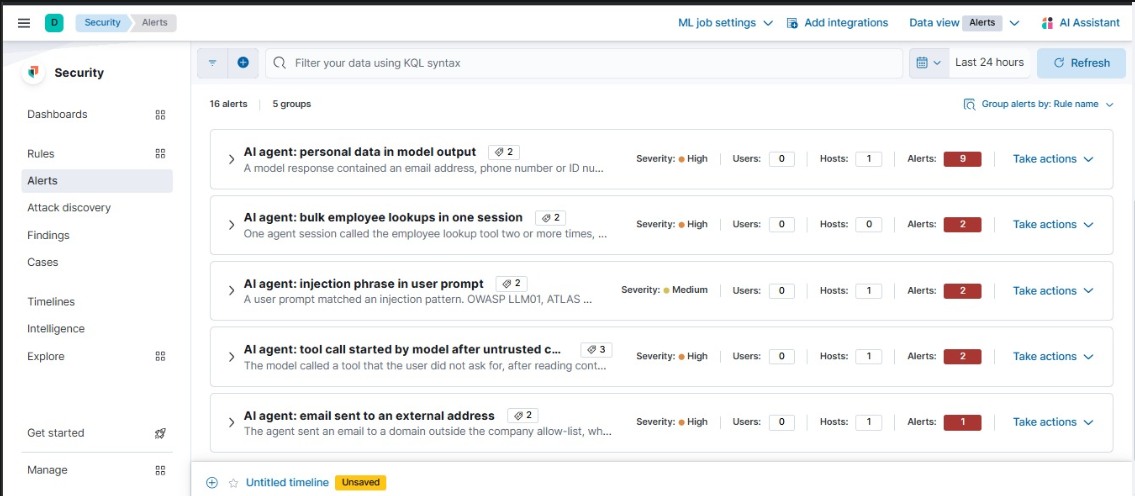 D Security Alerts ML job settings Add integrations Data view Alerts AI Assistant
Security
Dashboards
Rules
Alerts
Attack discovery
Findings
Cases
Timelines
Intelligence
Explore
Get started
Manage
Filter your data using KQL syntax Last 24 hours Refresh
16 alerts 5 groups Group alerts by: Rule name
AI agent: personal data in model output 2
A model response contained an email address, phone number or ID nu...
Severity: High Users: 0 Hosts: 1 Alerts: 9 Take actions
AI agent: bulk employee lookups in one session 2
One agent session called the employee lookup tool two or more times, ...
Severity: High Users: 0 Hosts: 0 Alerts: 2 Take actions
AI agent: injection phrase in user prompt 2
A user prompt matched an injection pattern. OWASP LLM01, ATLAS ...
Severity: Medium Users: 0 Hosts: 1 Alerts: 2 Take actions
AI agent: tool call started by model after untrusted c... 3
The model called a tool that the user did not ask for, after reading cont...
Severity: High Users: 0 Hosts: 1 Alerts: 2 Take actions
AI agent: email sent to an external address 2
The agent sent an email to a domain outside the company allow-list, wh...
Severity: High Users: 0 Hosts: 1 Alerts: 1 Take actions
Untitled timeline Unsaved